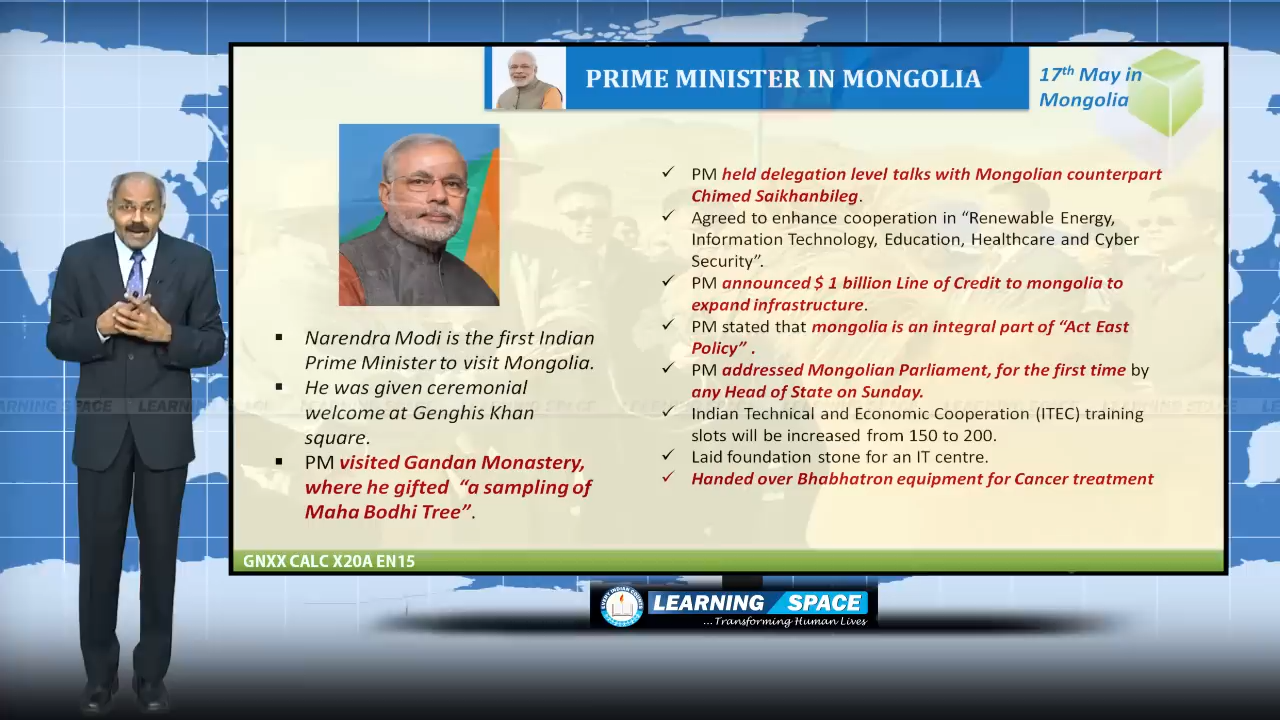 PRIME MINISTER IN MONGOLIA
17th May in
Mongolia
▪ Narendra Modi is the first Indian
Prime Minister to visit Mongolia.
▪ He was given ceremonial
welcome at Genghis Khan
square.
▪ PM visited Gandan Monastery,
where he gifted “a sampling of
Maha Bodhi Tree”.
✓ PM held delegation level talks with Mongolian counterpart
Chimed Saikhanbileg.
✓ Agreed to enhance cooperation in “Renewable Energy,
Information Technology, Education, Healthcare and Cyber
Security”.
✓ PM announced $ 1 billion Line of Credit to mongolia to
expand infrastructure.
✓ PM stated that mongolia is an integral part of “Act East
Policy” .
✓ PM addressed Mongolian Parliament, for the first time by
any Head of State on Sunday.
✓ Indian Technical and Economic Cooperation (ITEC) training
slots will be increased from 150 to 200.
✓ Laid foundation stone for an IT centre.
✓ Handed over Bhabhatron equipment for Cancer treatment
GNXX CALC X20A EN15
LEARNING SPACE
...Transforming Human Lives